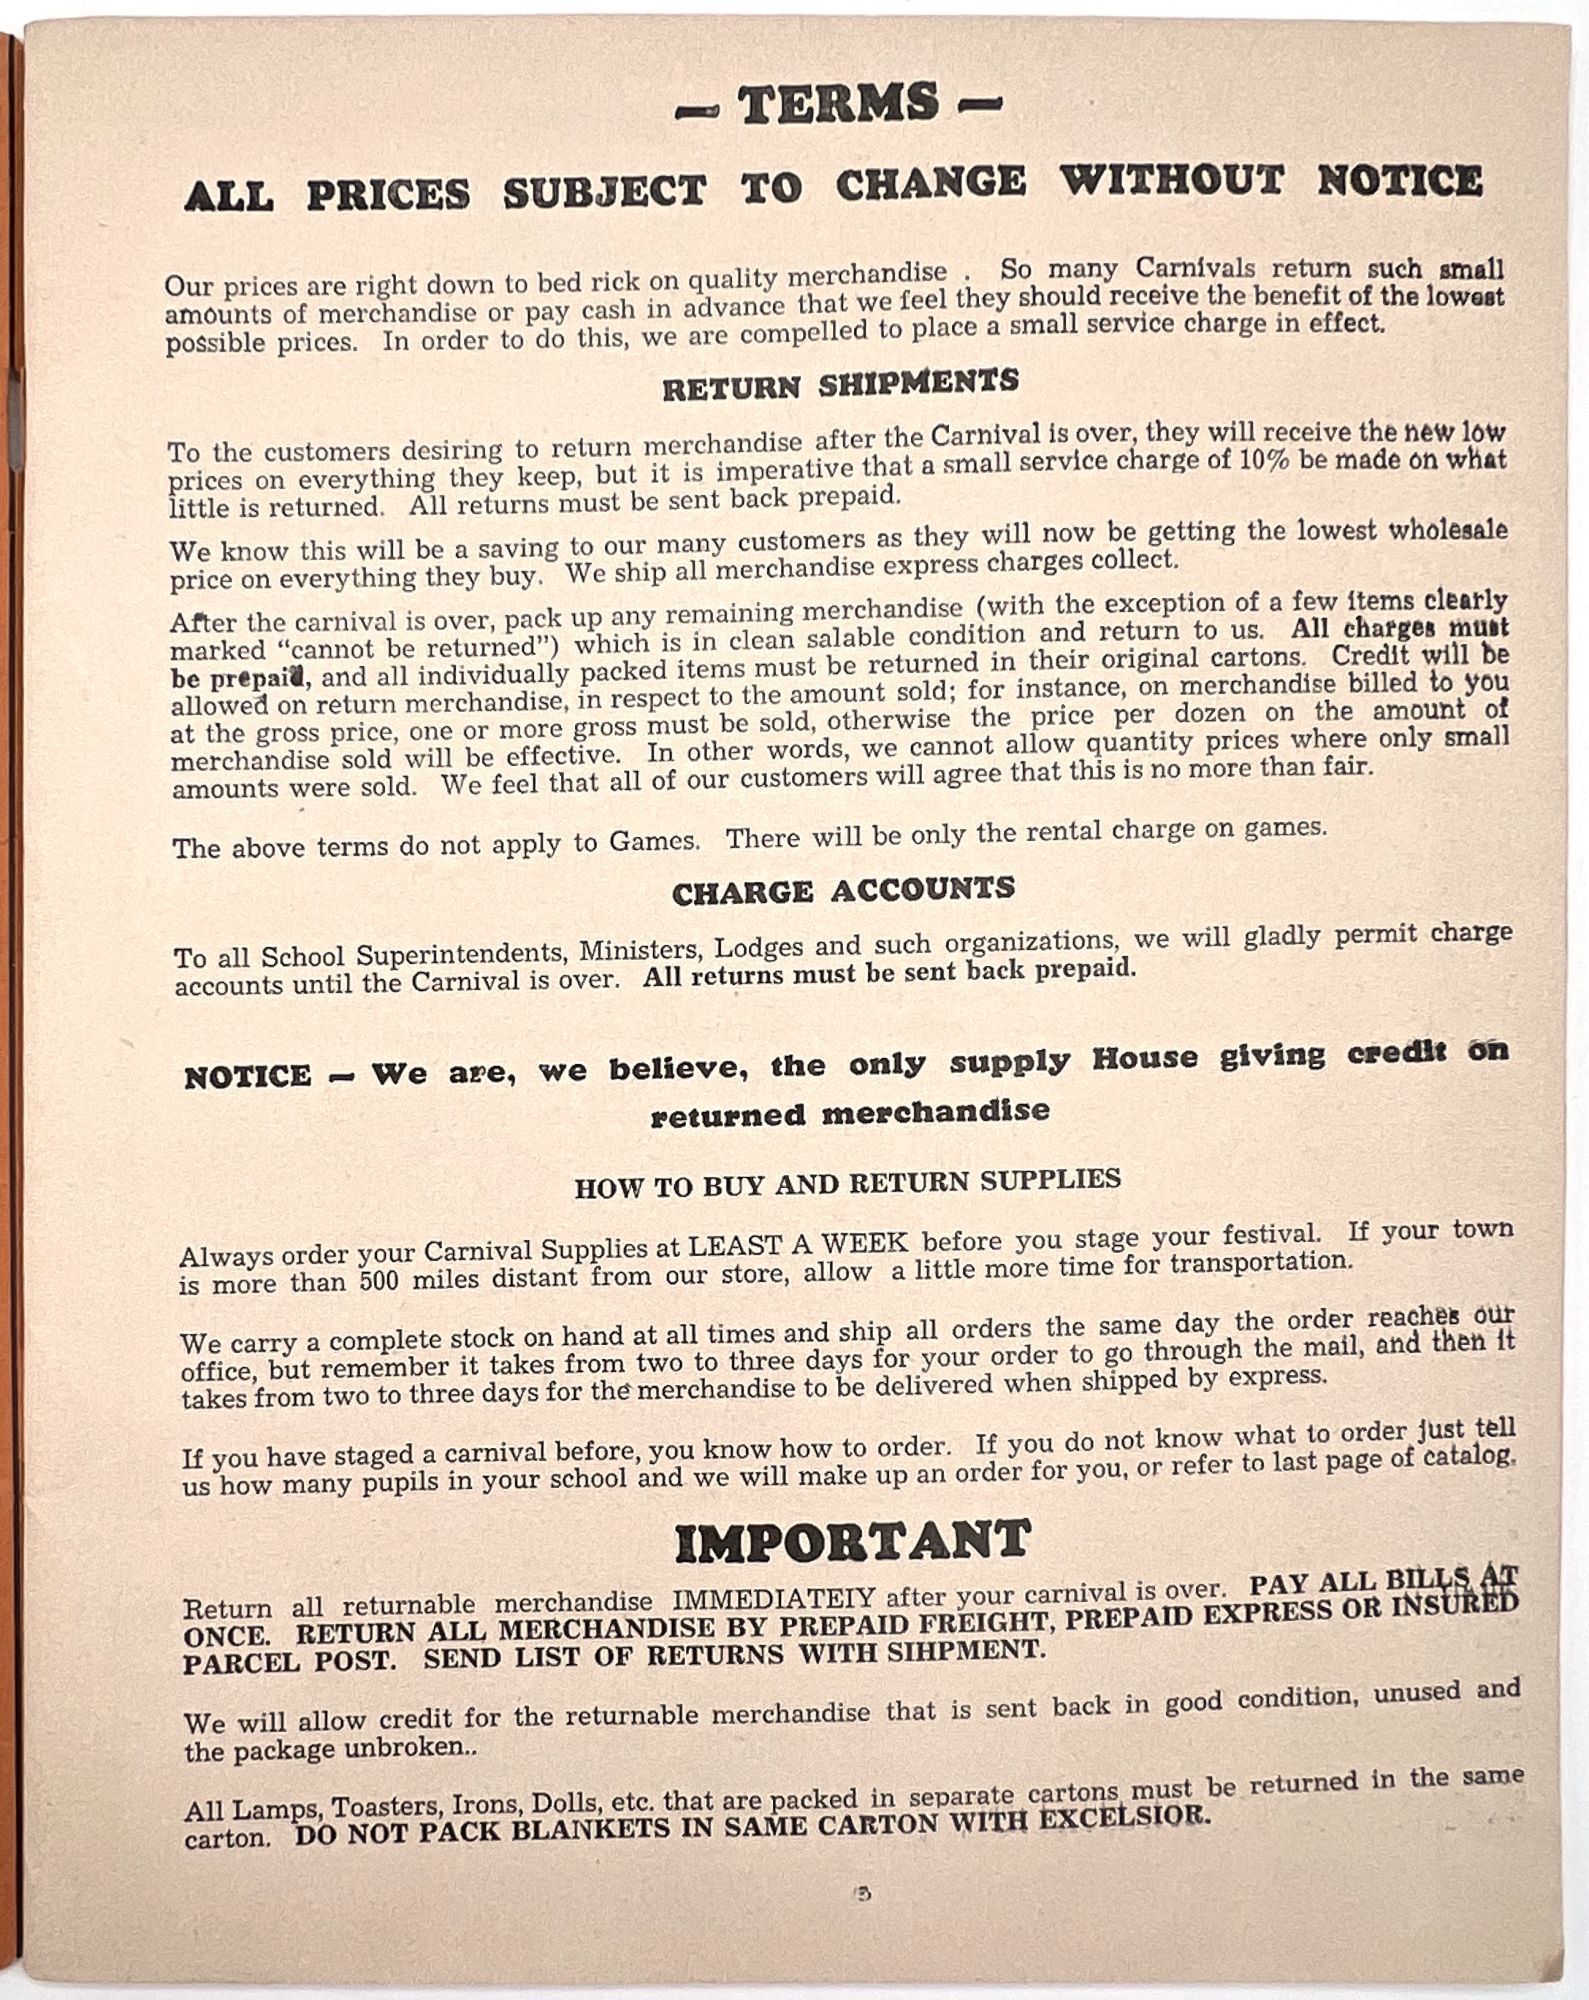 — TERMS —
ALL PRICES SUBJECT TO CHANGE WITHOUT NOTICE
Our prices are right down to bed rick on quality merchandise . So many Carnivals return such small
amounts of merchandise or pay cash in advance that we feel they should receive the benefit of the lowest
possible prices. In order to do this, we are compelled to place a small service charge in effect.
RETURN SHIPMENTS
To the customers desiring to return merchandise after the Carnival is over, they will receive the new low
prices on everything they keep, but it is imperative that a small service charge of 10% be made on what
little is returned. All returns must be sent back prepaid.
We know this will be a saving to our many customers as they will now be getting the lowest wholesale
price on everything they buy. We ship all merchandise express charges collect.
After the carnival is over, pack up any remaining merchandise (with the exception of a few items clearly
marked “cannot be returned”) which is in clean salable condition and return to us. All charges must
be prepaid, and all individually packed items must be returned in their original cartons. Credit will be
allowed on return merchandise, in respect to the amount sold; for instance, on merchandise billed to you
at the gross price, one or more gross must be sold, otherwise the price per dozen on the amount of
merchandise sold will be effective. In other words, we cannot allow quantity prices where only small
amounts were sold. We feel that all of our customers will agree that this is no more than fair.
The above terms do not apply to Games. There will be only the rental charge on games.
CHARGE ACCOUNTS
To all School Superintendents, Ministers, Lodges and such organizations, we will gladly permit charge
accounts until the Carnival is over. All returns must be sent back prepaid.
NOTICE — We are, we believe, the only supply House giving credit on
returned merchandise
HOW TO BUY AND RETURN SUPPLIES
Always order your Carnival Supplies at LEAST A WEEK before you stage your festival. If your town
is more than 500 miles distant from our store, allow a little more time for transportation.
We carry a complete stock on hand at all times and ship all orders the same day the order reaches our
office, but remember it takes from two to three days for your order to go through the mail, and then it
takes from two to three days for the merchandise to be delivered when shipped by express.
If you have staged a carnival before, you know how to order. If you do not know what to order just tell
us how many pupils in your school and we will make up an order for you, or refer to last page of catalog.
IMPORTANT
Return all returnable merchandise IMMEDIATEIY after your carnival is over. PAY ALL BILLS AT
ONCE. RETURN ALL MERCHANDISE BY PREPAID FREIGHT, PREPAID EXPRESS OR INSURED
PARCEL POST. SEND LIST OF RETURNS WITH SIHPMENT.
We will allow credit for the returnable merchandise that is sent back in good condition, unused and
the package unbroken..
All Lamps, Toasters, Irons, Dolls, etc. that are packed in separate cartons must be returned in the same
carton. DO NOT PACK BLANKETS IN SAME CARTON WITH EXCELSIOR.
3